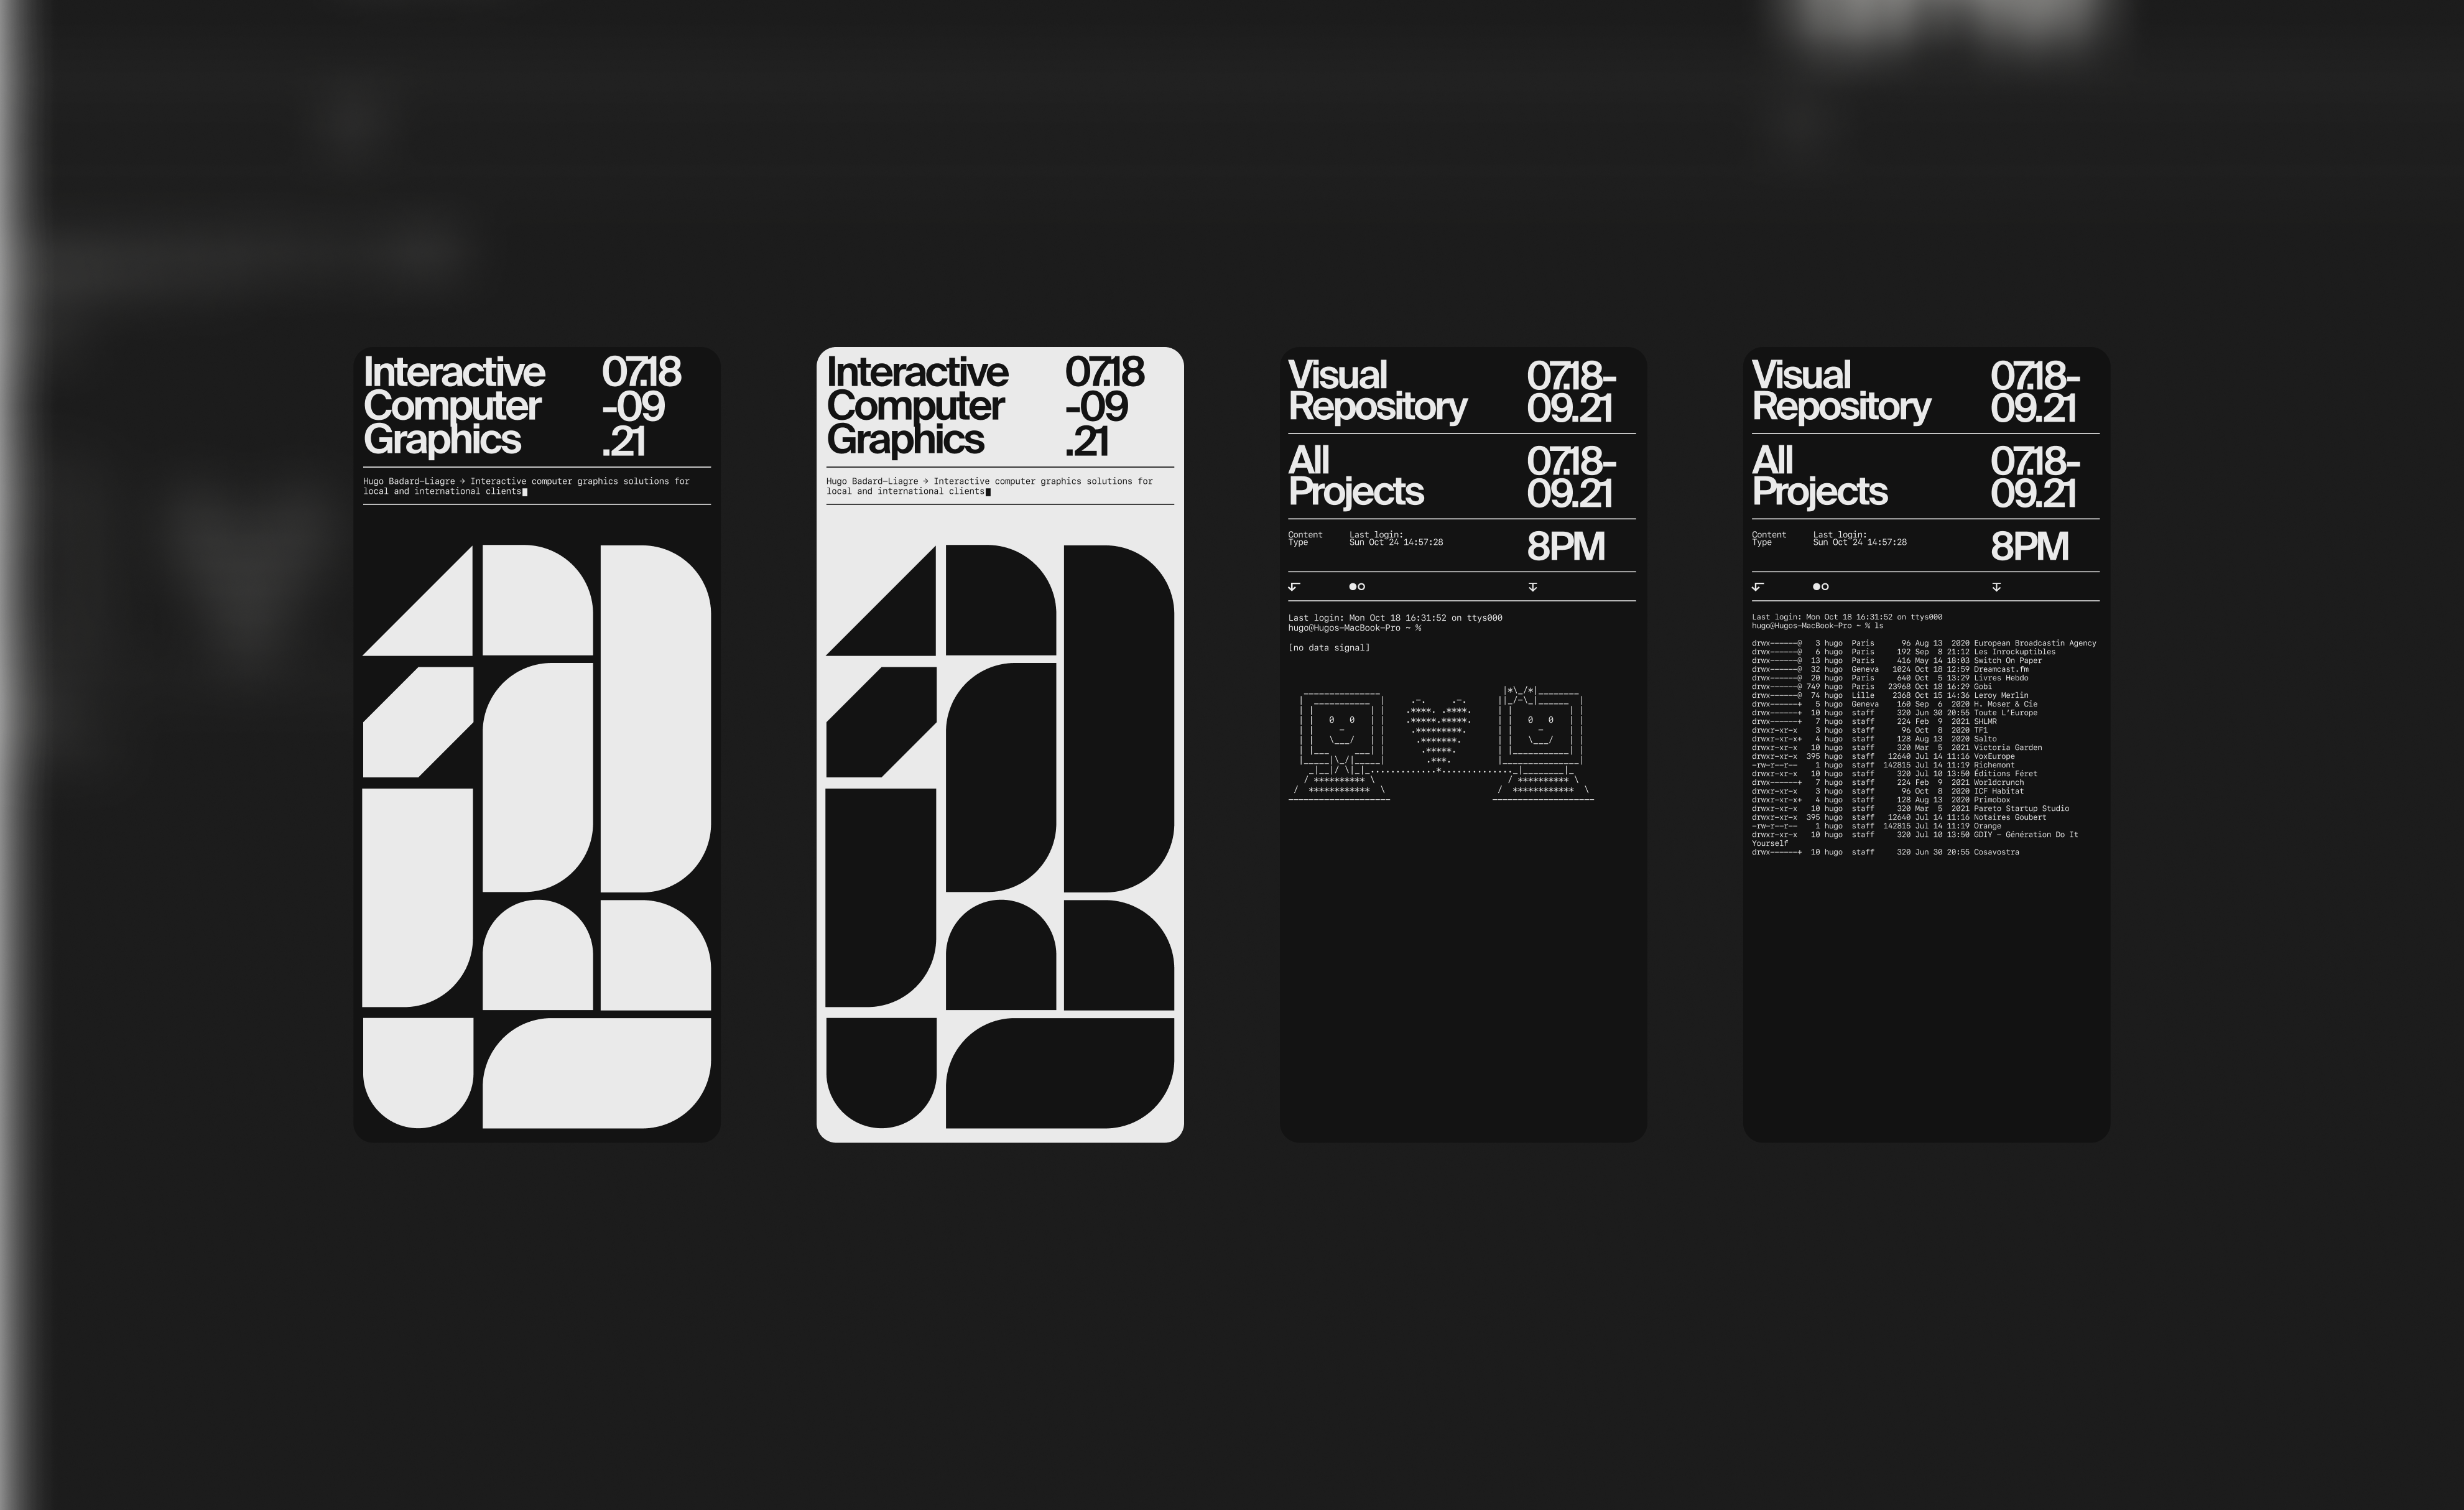 Interactive
Computer
Graphics
07.18
-09
.21
Hugo Badard-Liagre → Interactive computer graphics solutions for
local and international clients
Interactive
Computer
Graphics
07.18
-09
.21
Hugo Badard-Liagre → Interactive computer graphics solutions for
local and international clients
Visual
Repository
07.18-
09.21
All
Projects
07.18-
09.21
Content
Type
Last login:
Sun Oct 24 14:57:28
8PM
Last login: Mon Oct 18 16:31:52 on ttys000
hugo@Hugos-MacBook-Pro ~ %
[no data signal]
Visual
Repository
07.18-
09.21
All
Projects
07.18-
09.21
Content
Type
Last login:
Sun Oct 24 14:57:28
8PM
Last login: Mon Oct 18 16:31:52 on ttys000
hugo@Hugos-MacBook-Pro ~ % ls
drwx------@ 3 hugo Paris 96 Aug 13 2020 European Broadcastin Agency
drwx------@ 6 hugo Paris 192 Sep 8 21:12 Les Inrockuptibles
drwx------@ 13 hugo Paris 416 May 14 18:03 Switch On Paper
drwx------@ 32 hugo Geneva 1024 Oct 18 12:59 Dreamcast.fm
drwx------@ 20 hugo Paris 640 Oct 5 13:29 Livres Hebdo
drwx------@ 749 hugo Paris 23968 Oct 18 16:29 Gobi
drwx------@ 74 hugo Lille 2368 Oct 15 14:36 Leroy Merlin
drwx------+ 5 hugo Geneva 160 Sep 6 2020 H. Moser & Cie
drwx------+ 10 hugo staff 320 Jun 30 20:55 Toute L'Europe
drwx------+ 7 hugo staff 224 Feb 9 2021 SHLMR
drwxr-xr-x 3 hugo staff 96 Oct 8 2020 TF1
drwxr-xr-x+ 4 hugo staff 128 Aug 13 2020 Salto
drwxr-xr-x 10 hugo staff 320 Mar 5 2021 Victoria Garden
drwxr-xr-x 395 hugo staff 12640 Jul 14 11:16 VoxEurope
-rw-r--r-- 1 hugo staff 142815 Jul 14 11:19 Richemont
drwxr-xr-x 10 hugo staff 320 Jul 10 13:50 Éditions Féret
drwx------+ 7 hugo staff 224 Feb 9 2021 Worldcrunch
drwxr-xr-x 3 hugo staff 96 Oct 8 2020 ICF Habitat
drwxr-xr-x+ 4 hugo staff 128 Aug 13 2020 Primobox
drwxr-xr-x 10 hugo staff 320 Mar 5 2021 Pareto Startup Studio
drwxr-xr-x 395 hugo staff 12640 Jul 14 11:16 Notaires Goubert
-rw-r--r-- 1 hugo staff 142815 Jul 14 11:19 Orange
drwxr-xr-x 10 hugo staff 320 Jul 10 13:50 GDIY - Génération Do It
Yourself
drwx------+ 10 hugo staff 320 Jun 30 20:55 Cosavostra